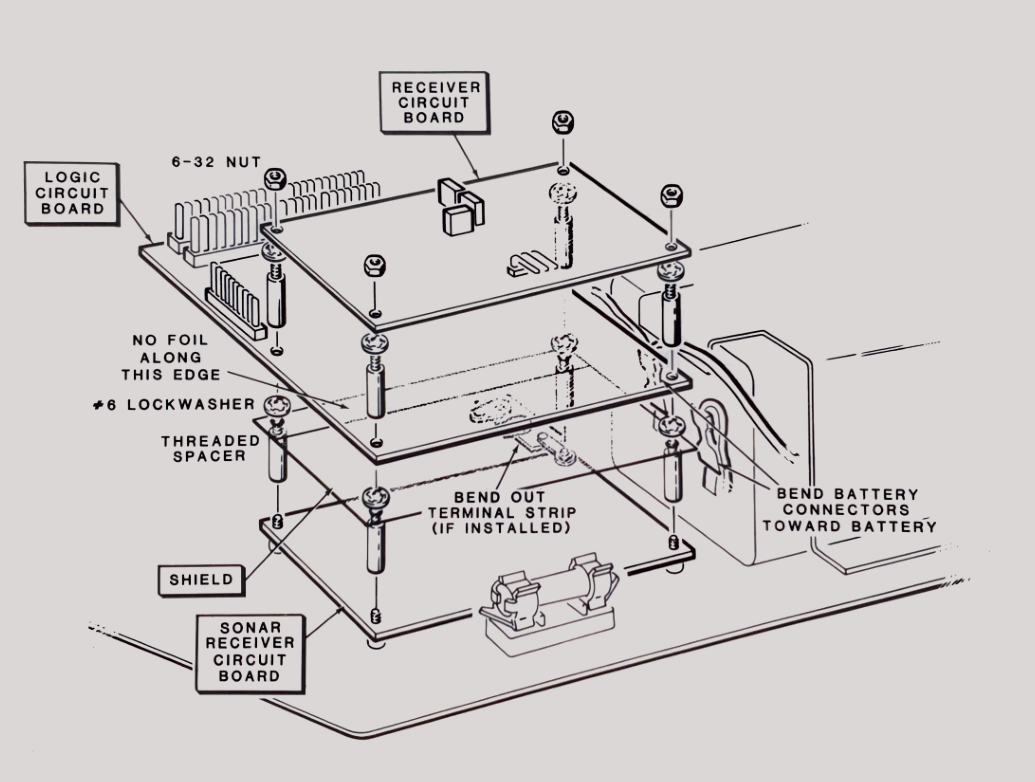 RECEIVER
CIRCUIT
BOARD
6-32 NUT
LOGIC
CIRCUIT
BOARD
NO FOIL
ALONG
THIS EDGE
#6 LOCKWASHER
THREADED
SPACER
BEND OUT
TERMINAL STRIP
(IF INSTALLED)
BEND BATTERY
CONNECTORS
TOWARD BATTERY
SHIELD
SONAR
RECEIVER
CIRCUIT
BOARD